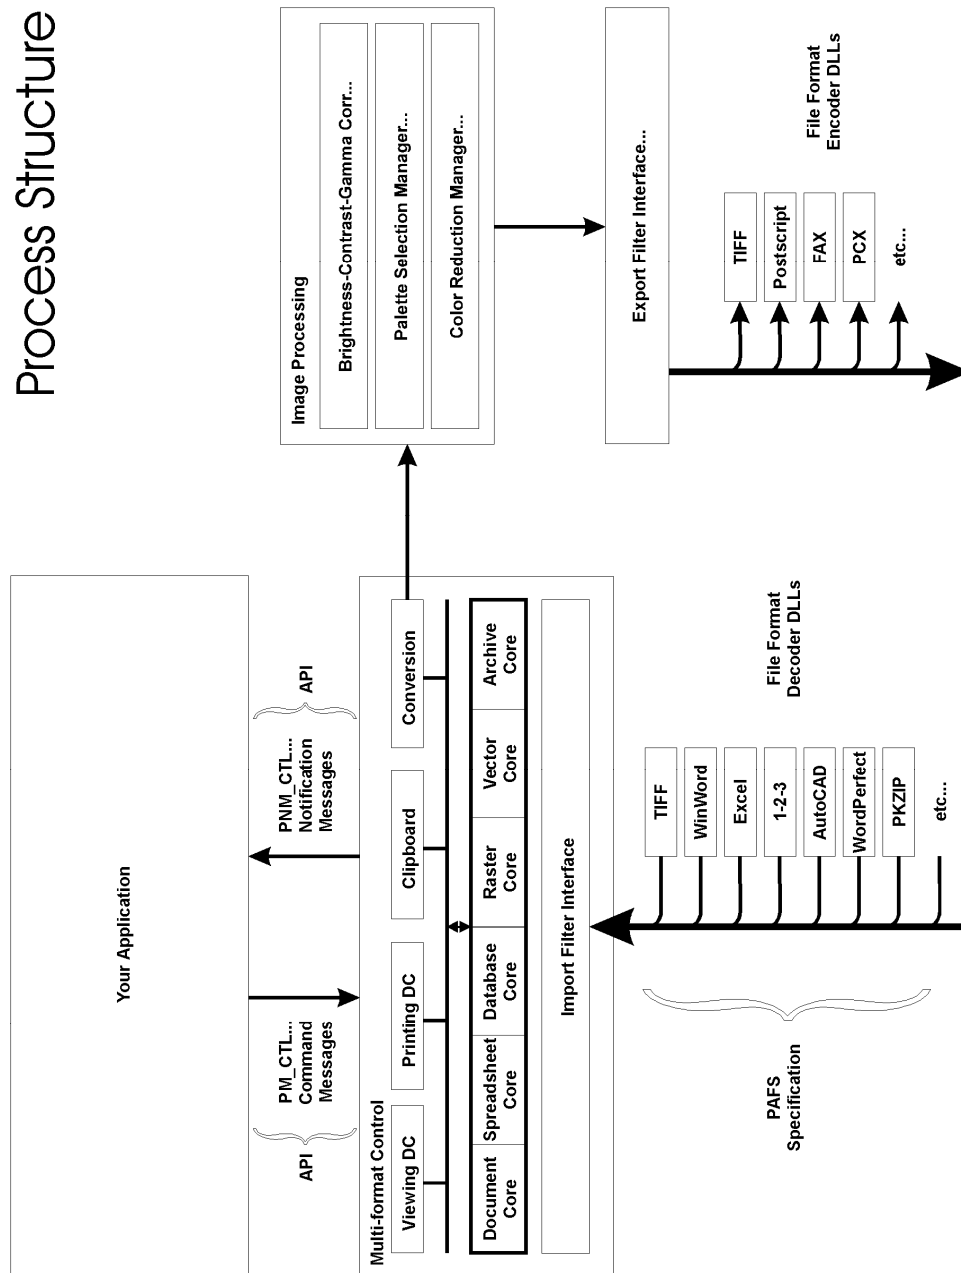 Process Structure
Your Application
API
PM_CTL...
Command
Messages
PNM_CTL...
Notification
Messages
API
Multi-format Control
Viewing DC
Printing DC
Clipboard
Conversion
Document
Core
Spreadsheet
Core
Database
Core
Raster
Core
Vector
Core
Archive
Core
Import Filter Interface
PAFS
Specification
TIFF
WinWord
Excel
1-2-3
AutoCAD
WordPerfect
PKZIP
etc...
File Format
Decoder DLLs
Image Processing
Brightness-Contrast-Gamma Corr...
Palette Selection Manager...
Color Reduction Manager...
Export Filter Interface...
TIFF
Postscript
FAX
PCX
etc...
File Format
Encoder DLLs